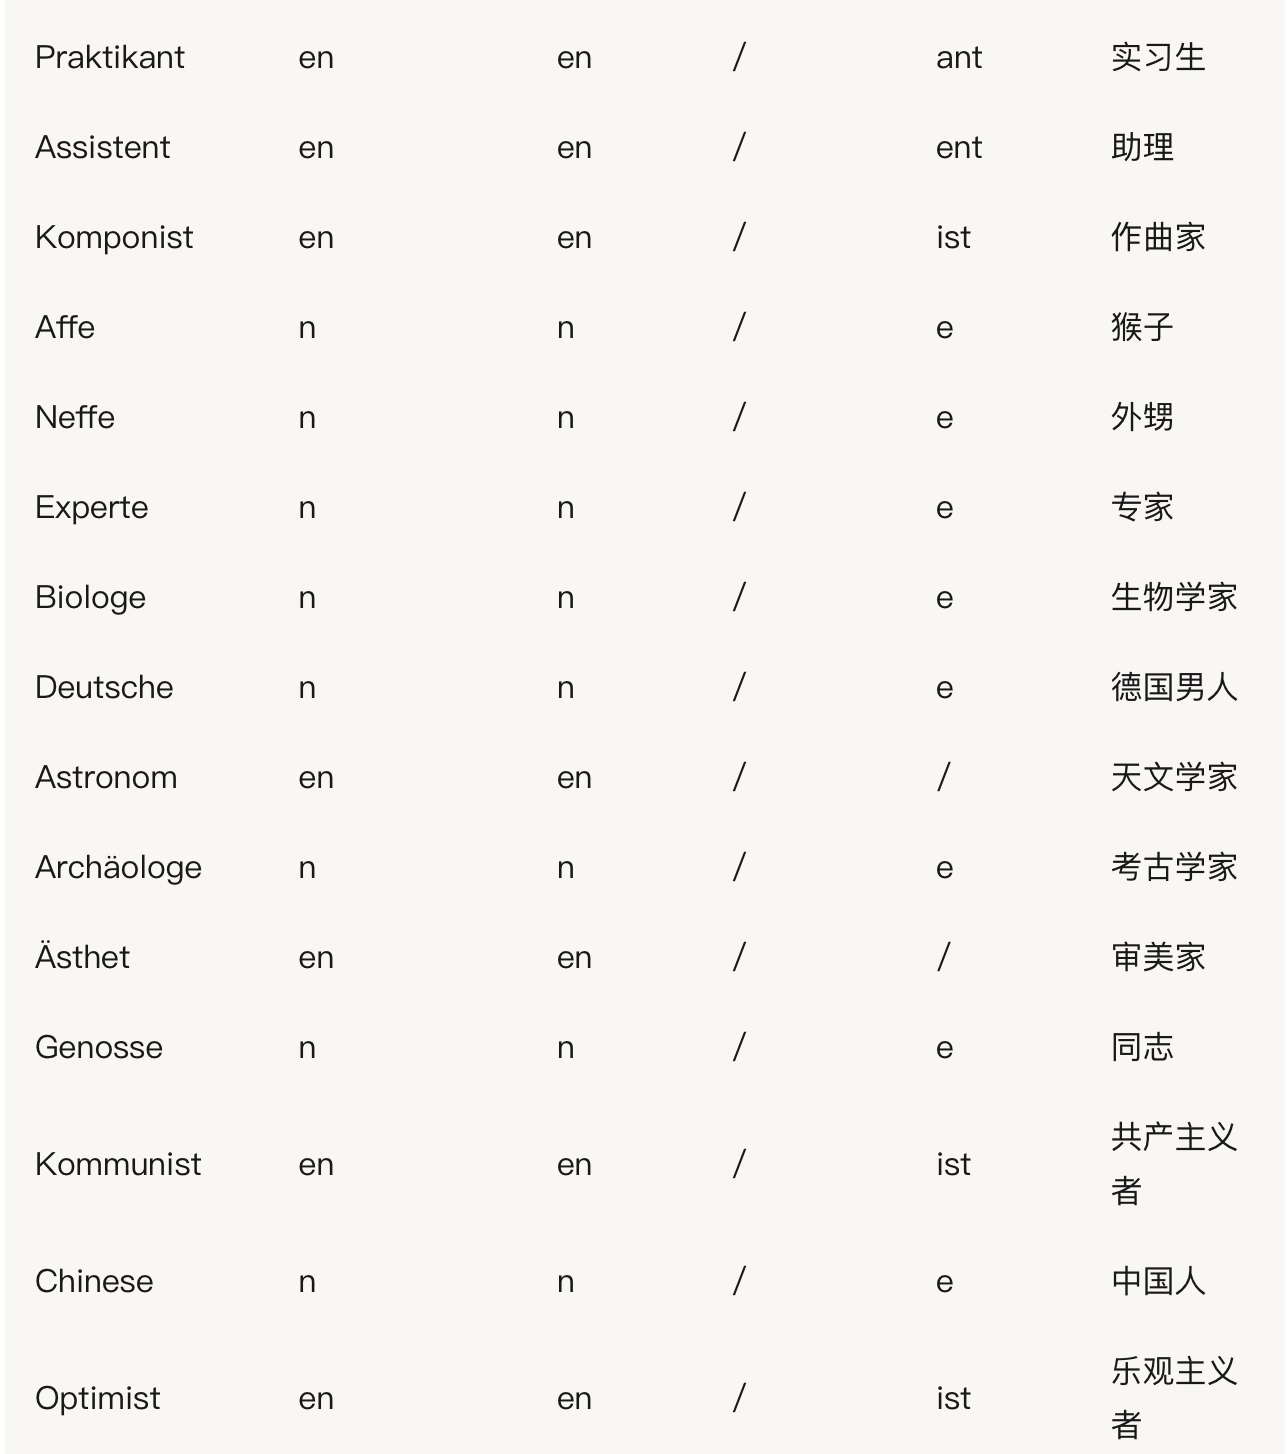 Praktikant en en / ant 实习生
Assistent en en / ent 助理
Komponist en en / ist 作曲家
Affe n n / e 猴子
Neffe n n / e 外甥
Experte n n / e 专家
Biologe n n / e 生物学家
Deutsche n n / e 德国男人
Astronom en en / / 天文学家
Archäologe n n / e 考古学家
Ästhet en en / / 审美家
Genosse n n / e 同志
Kommunist en en / ist 共产主义
者
Chinese n n / e 中国人
Optimist en en / ist 乐观主义
者